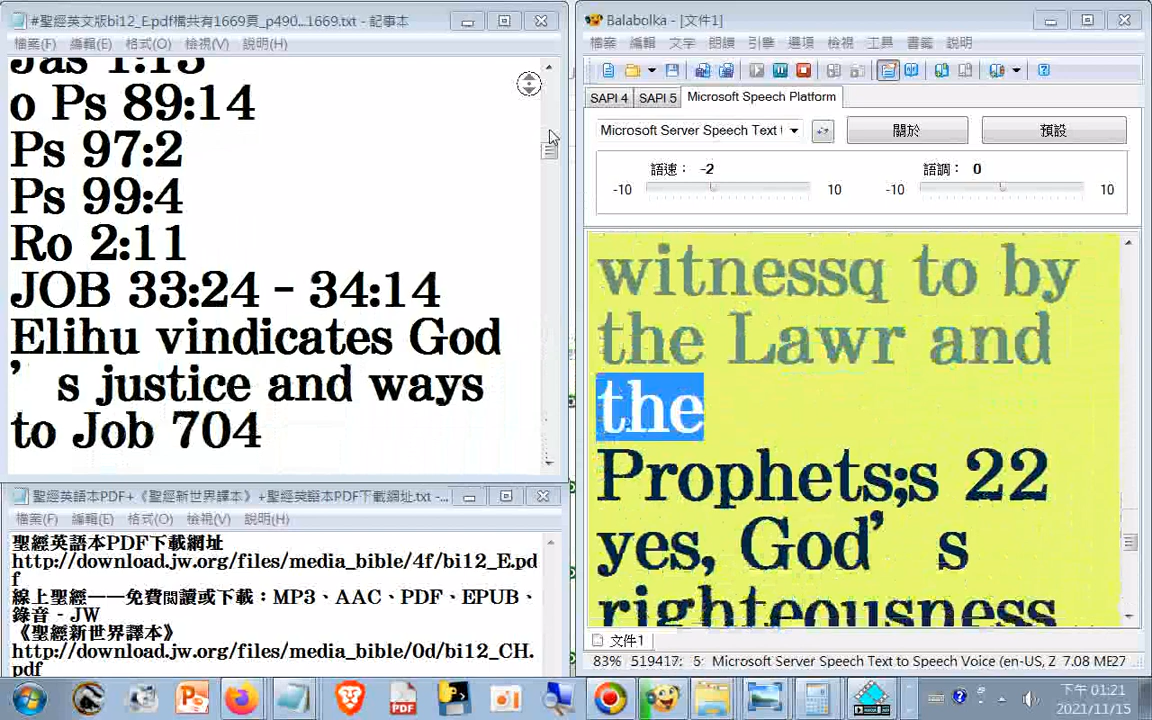 #聖經英文版bi12_E.pdf檔共有1669頁_p490...1669.txt - 記事本
檔案(F) 編輯(E) 格式(O) 檢視(V) 說明(H)
Jas 1:13
o Ps 89:14
Ps 97:2
Ps 99:4
Ro 2:11
JOB 33:24 - 34:14
Elihu vindicates God
’ s justice and ways
to Job 704
聖經英語本PDF+《聖經新世界譯本》+聖經英語本PDF下載網址.txt - ...
檔案(F) 編輯(E) 格式(O) 檢視(V) 說明(H)
聖經英語本PDF下載網址
http://download.jw.org/files/media_bible/4f/bi12_E.pd
f
線上聖經——免費閱讀或下載：MP3、AAC、PDF、EPUB、
錄音 - JW
《聖經新世界譯本》
http://download.jw.org/files/media_bible/0d/bi12_CH.
pdf
Balabolka - [文件1]
檔案 編輯 文字 朗讀 引擎 選項 檢視 工具 書籤 說明
SAPI 4 SAPI 5 Microsoft Speech Platform
Microsoft Server Speech Text 關於 預設
語速： -2 語調： 0
-10 10 -10 10
witnessq to by
the Lawr and
the
Prophets;s 22
yes, God’ s
righteousness
文件1
83% 519417: 5: Microsoft Server Speech Text to Speech Voice (en-US, Z 7.08 ME27
PDF
下午 01:21
2021/11/15